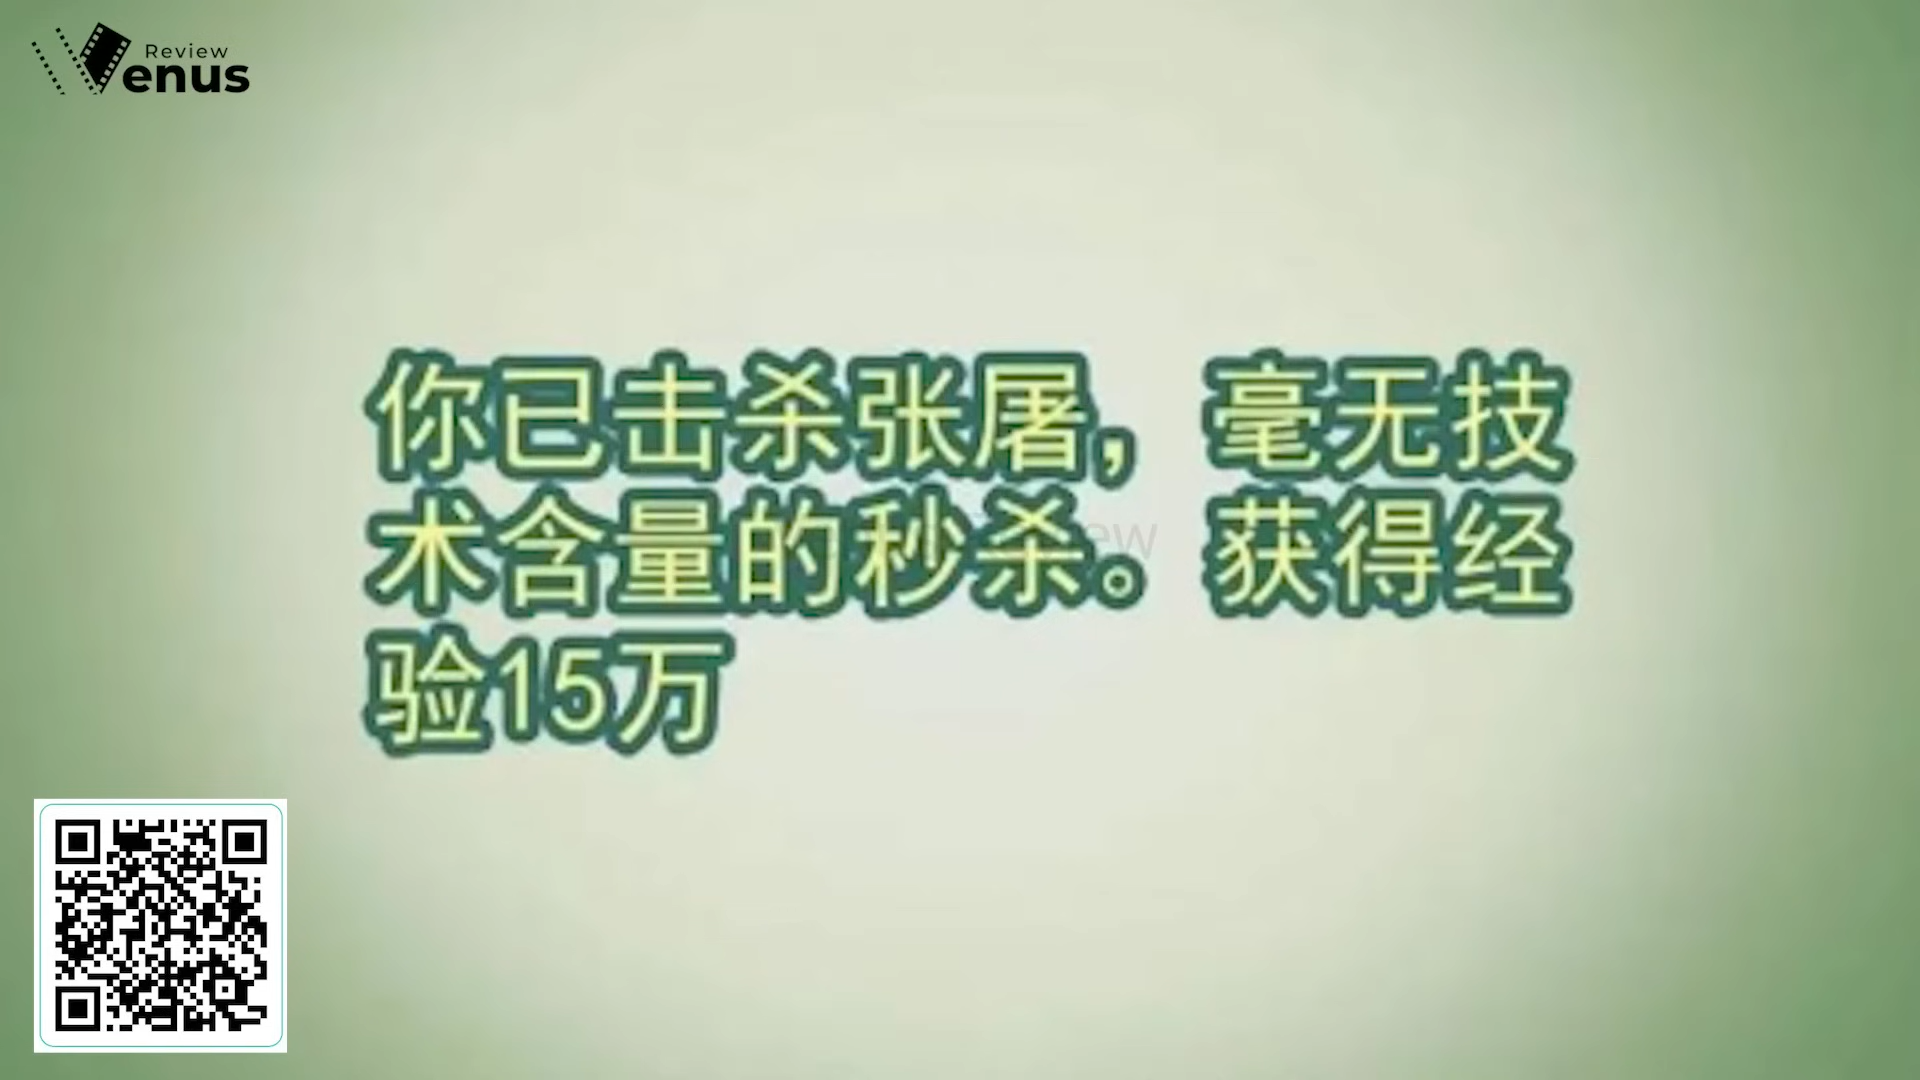 Review
Venus
你已击杀张屠，毫无技
术含量的秒杀。获得经
验15万